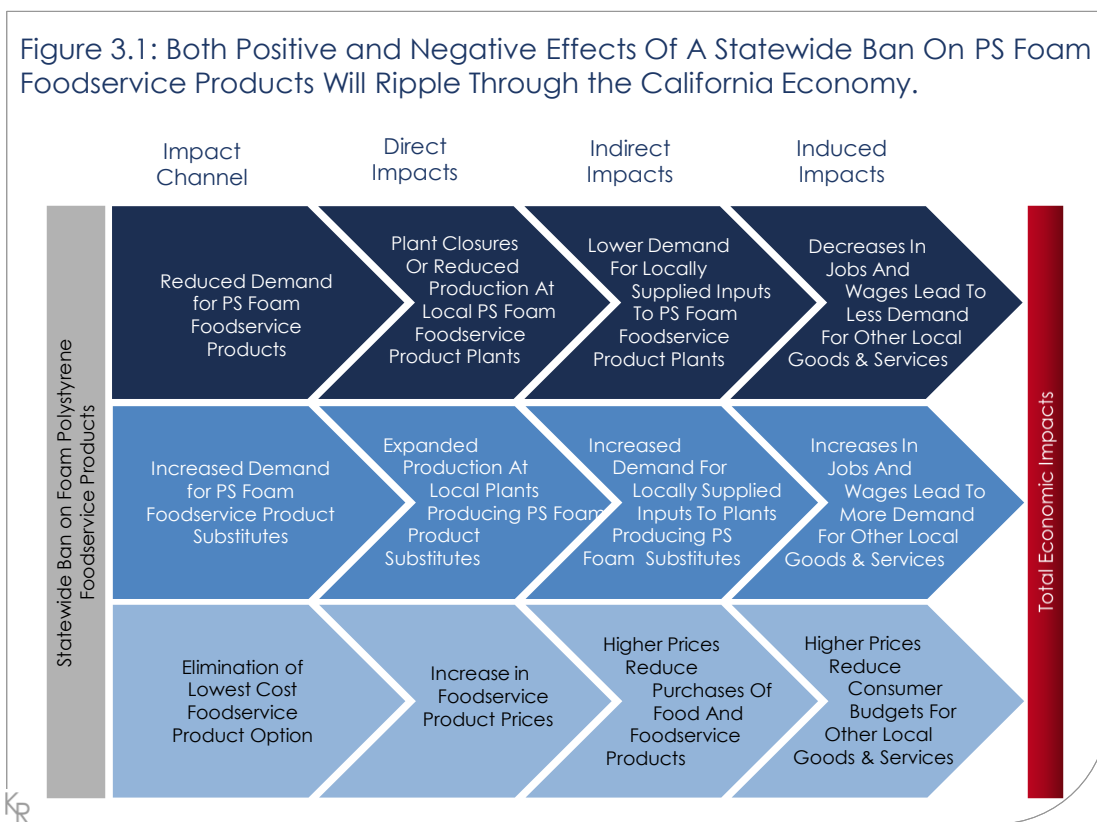 Figure 3.1: Both Positive and Negative Effects Of A Statewide Ban On PS Foam
Foodservice Products Will Ripple Through the California Economy.
Impact
Channel
Direct
Impacts
Indirect
Impacts
Induced
Impacts
Statewide Ban on Foam Polystyrene
Foodservice Products
Reduced Demand
for PS Foam
Foodservice
Products
Plant Closures
Or Reduced
Production At
Local PS Foam
Foodservice
Product Plants
Lower Demand
For Locally
Supplied Inputs
To PS Foam
Foodservice
Product Plants
Decreases In
Jobs And
Wages Lead To
Less Demand
For Other Local
Goods & Services
Increased Demand
for PS Foam
Foodservice Product
Substitutes
Expanded
Production At
Local Plants
Producing PS Foam
Product
Substitutes
Increased
Demand For
Locally Supplied
Inputs To Plants
Producing PS
Foam Substitutes
Increases In
Jobs And
Wages Lead To
More Demand
For Other Local
Goods & Services
Elimination of
Lowest Cost
Foodservice
Product Option
Increase in
Foodservice
Product Prices
Higher Prices
Reduce
Purchases Of
Food And
Foodservice
Products
Higher Prices
Reduce
Consumer
Budgets For
Other Local
Goods & Services
Total Economic Impacts
KR